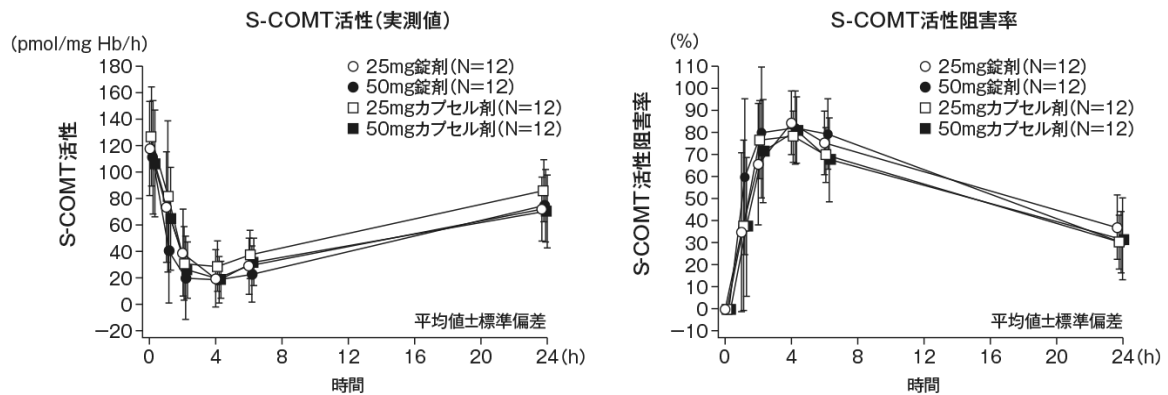 S-COMT活性(実測値)
(pmol/mg Hb/h)
180
160
140
120
100
80
60
40
20
0
−20
S-COMT活性
○ 25mg錠剤(N=12)
● 50mg錠剤(N=12)
□ 25mgカプセル剤(N=12)
■ 50mgカプセル剤(N=12)
平均値±標準偏差
0 4 8 12 16 20 24(h)
時間
S-COMT活性阻害率
(%)
110
100
90
80
70
60
50
40
30
20
10
0
−10
S-COMT活性阻害率
○ 25mg錠剤(N=12)
● 50mg錠剤(N=12)
□ 25mgカプセル剤(N=12)
■ 50mgカプセル剤(N=12)
平均値±標準偏差
0 4 8 12 16 20 24(h)
時間